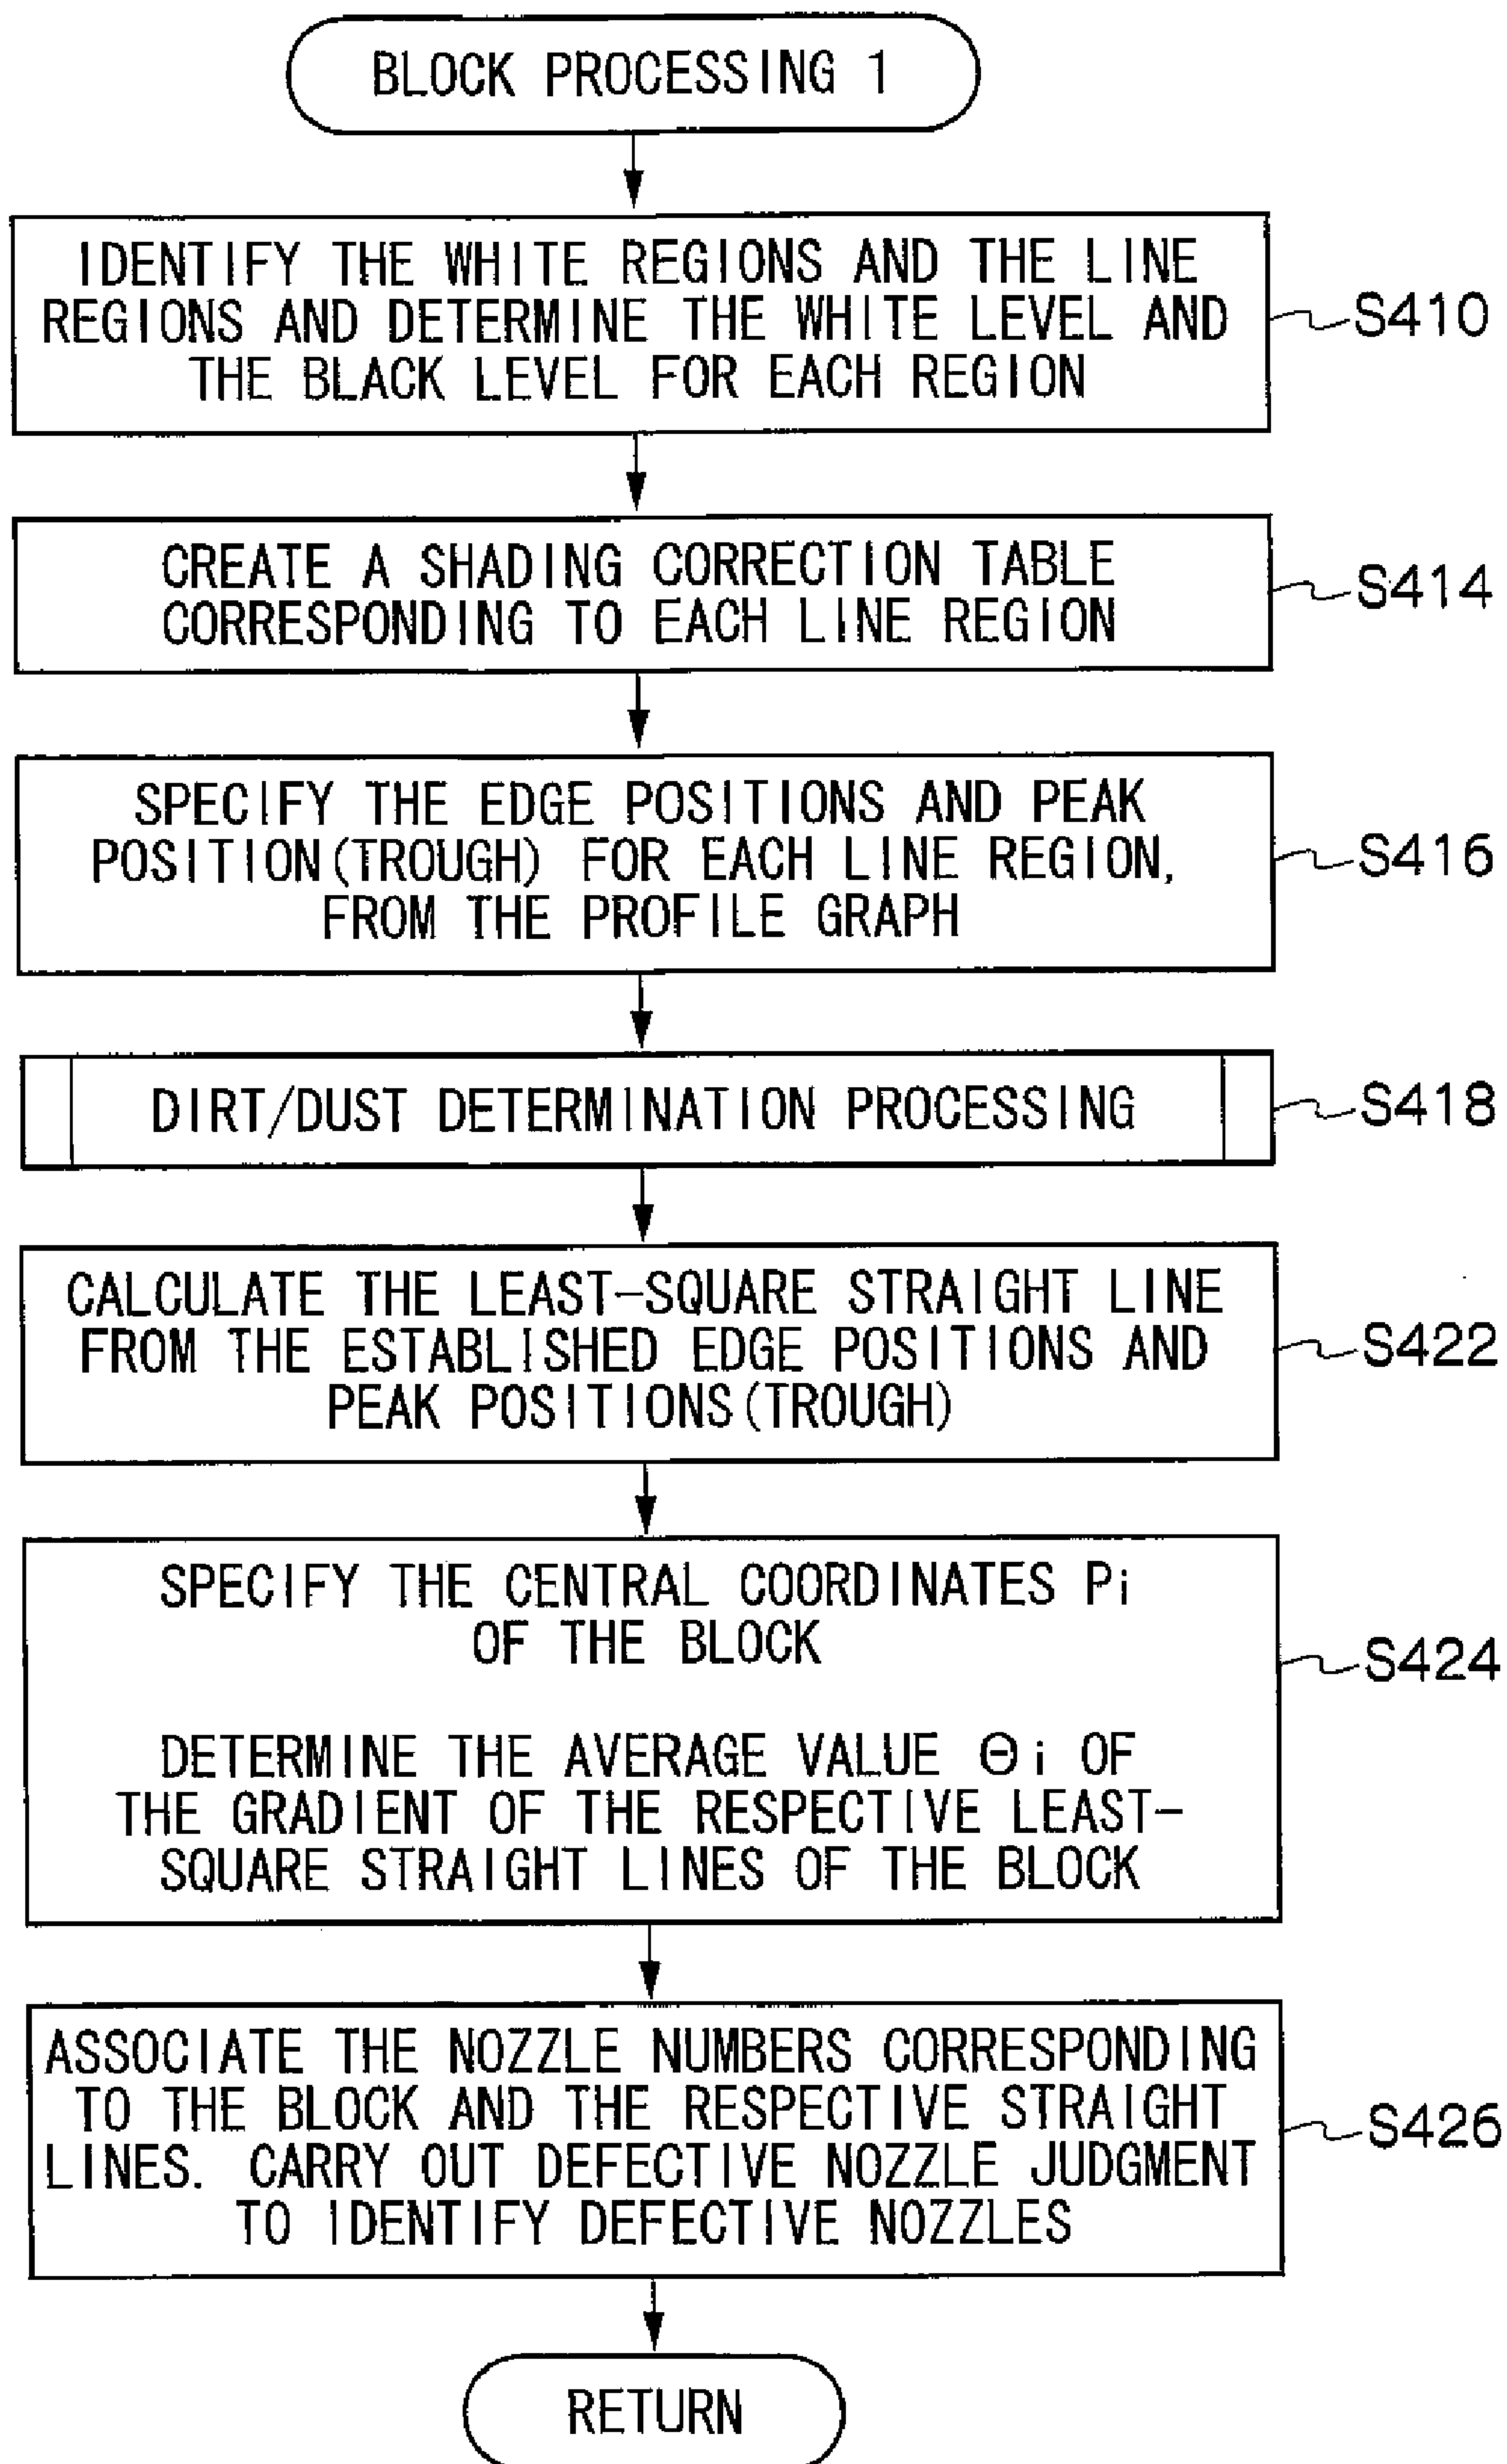 BLOCK PROCESSING 1
IDENTIFY THE WHITE REGIONS AND THE LINE
REGIONS AND DETERMINE THE WHITE LEVEL AND
THE BLACK LEVEL FOR EACH REGION
S410
CREATE A SHADING CORRECTION TABLE
CORRESPONDING TO EACH LINE REGION
S414
SPECIFY THE EDGE POSITIONS AND PEAK
POSITION(TROUGH) FOR EACH LINE REGION,
FROM THE PROFILE GRAPH
S416
DIRT/DUST DETERMINATION PROCESSING
S418
CALCULATE THE LEAST-SQUARE STRAIGHT LINE
FROM THE ESTABLISHED EDGE POSITIONS AND
PEAK POSITIONS(TROUGH)
S422
SPECIFY THE CENTRAL COORDINATES Pi
OF THE BLOCK
DETERMINE THE AVERAGE VALUE Θi OF
THE GRADIENT OF THE RESPECTIVE LEAST-
SQUARE STRAIGHT LINES OF THE BLOCK
S424
ASSOCIATE THE NOZZLE NUMBERS CORRESPONDING
TO THE BLOCK AND THE RESPECTIVE STRAIGHT
LINES. CARRY OUT DEFECTIVE NOZZLE JUDGMENT
TO IDENTIFY DEFECTIVE NOZZLES
S426
RETURN